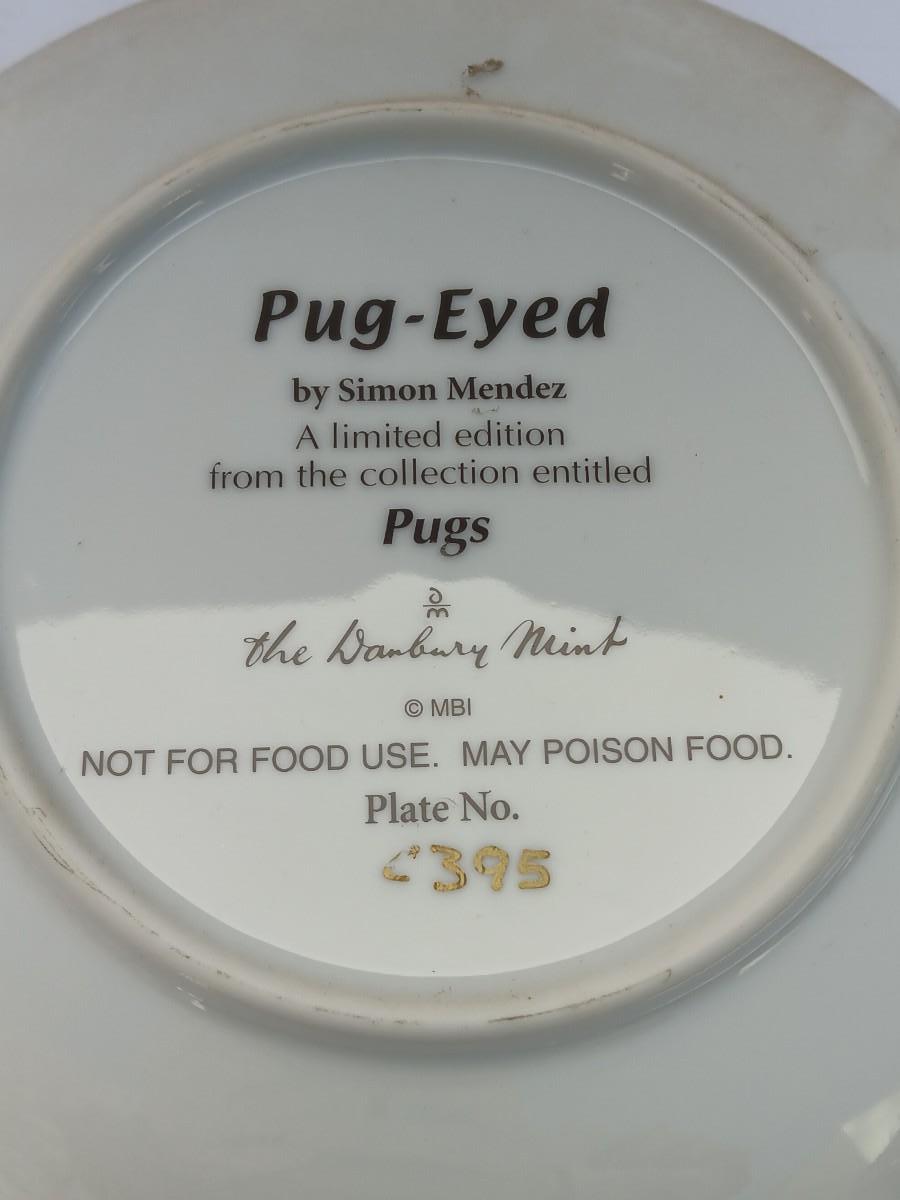 Pug-Eyed
by Simon Mendez
A limited edition
from the collection entitled
Pugs
the Danbury Mint
© MBI
NOT FOR FOOD USE. MAY POISON FOOD.
Plate No.
C395